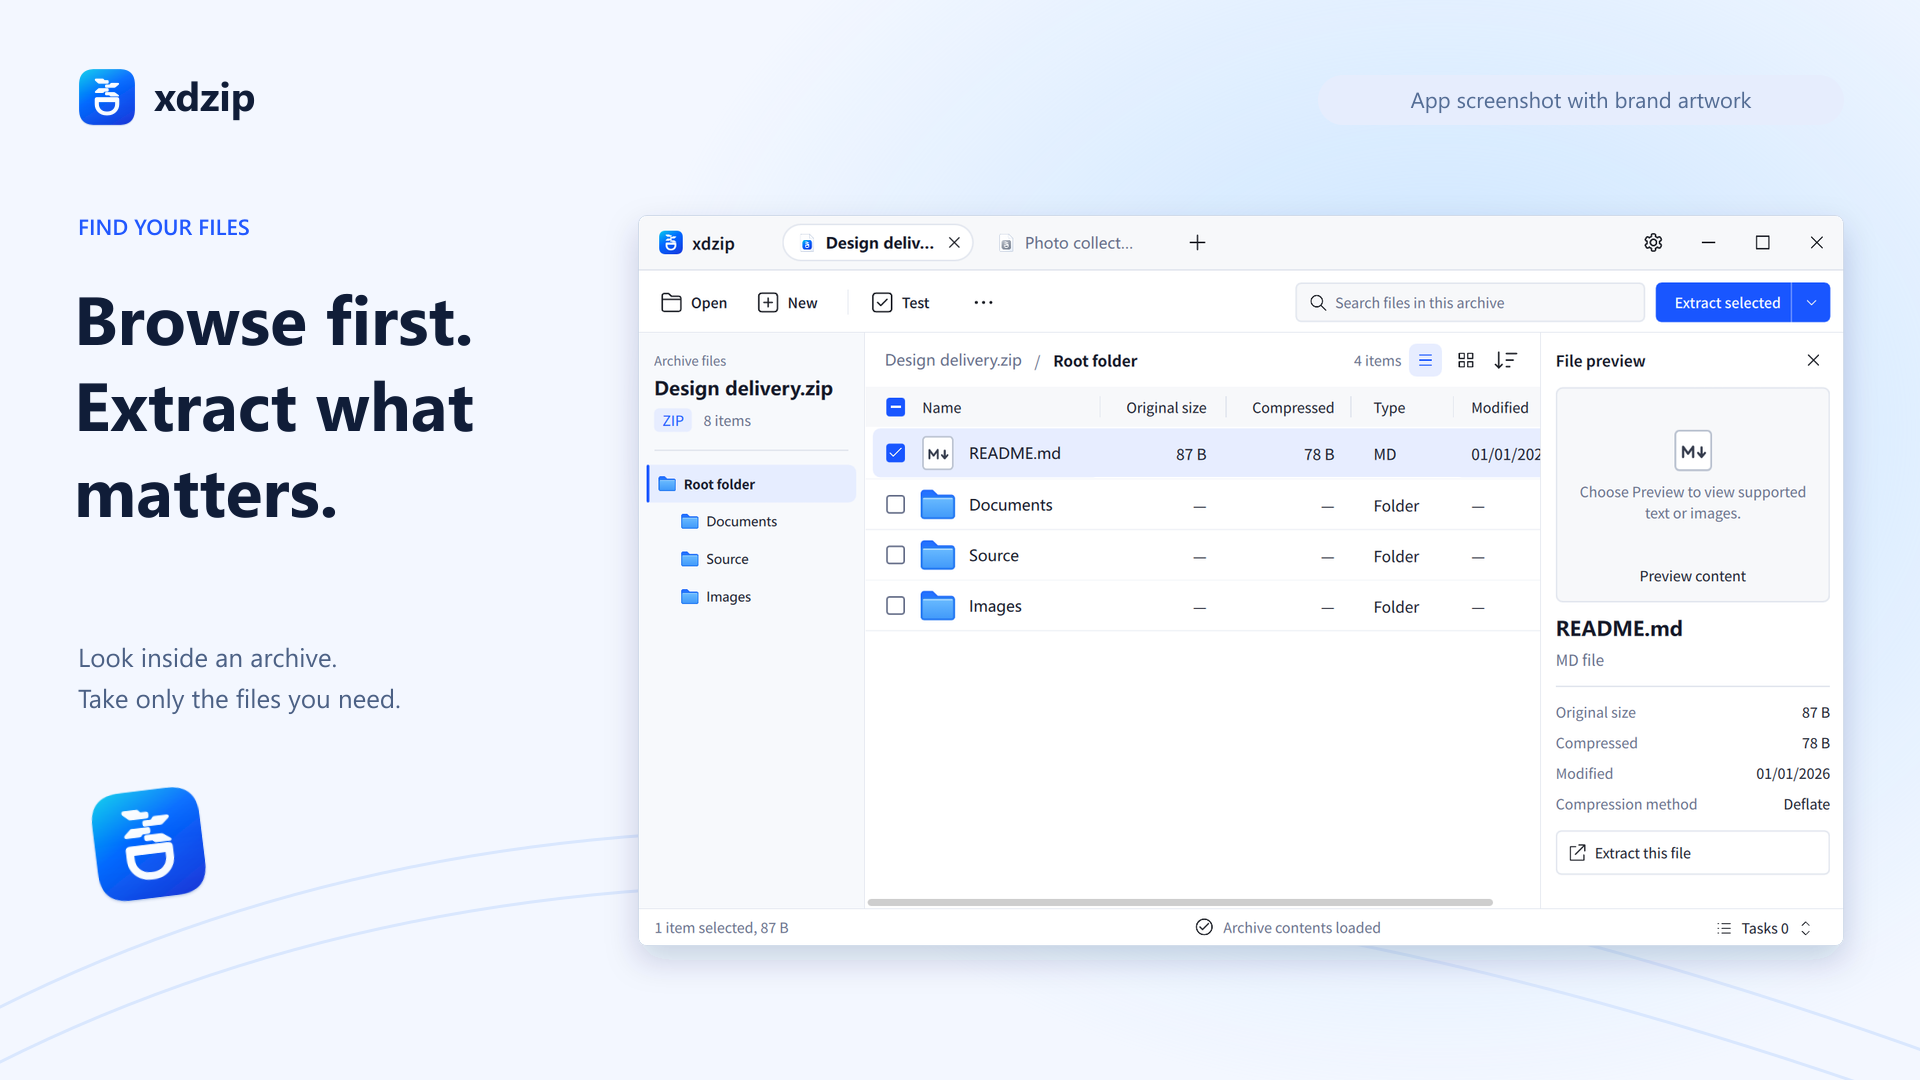 xdzip
App screenshot with brand artwork
FIND YOUR FILES
Browse first.
Extract what
matters.
Look inside an archive.
Take only the files you need.
xdzip
Design deliv...
Photo collect...
Open
New
Test
Search files in this archive
Extract selected
Archive files
Design delivery.zip
ZIP 8 items
Root folder
Documents
Source
Images
Design delivery.zip / Root folder
4 items
Name Original size Compressed Type Modified
README.md 87 B 78 B MD 01/01/202
Documents — — Folder —
Source — — Folder —
Images — — Folder —
File preview
M↓
Choose Preview to view supported
text or images.
Preview content
README.md
MD file
Original size 87 B
Compressed 78 B
Modified 01/01/2026
Compression method Deflate
Extract this file
1 item selected, 87 B
Archive contents loaded
Tasks 0